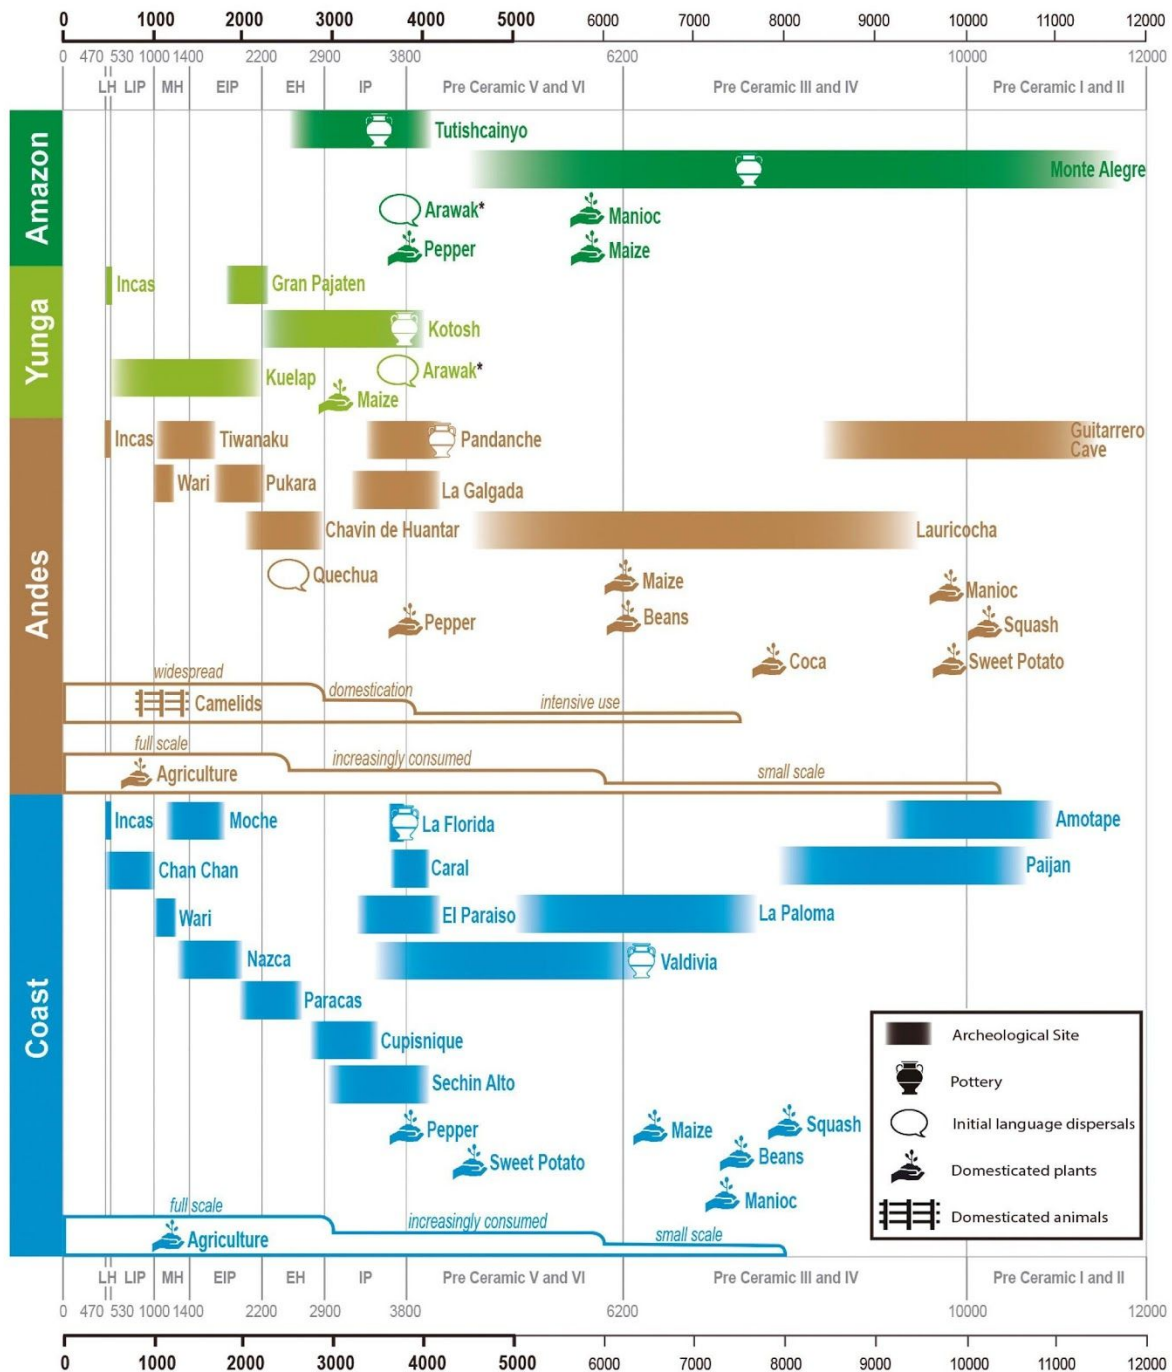 0 1000 2000 3000 4000 5000 6000 7000 8000 9000 10000 11000 12000
0 470 530 1000 1400 2200 2900 3800 6200 10000 12000
LH LIP MH EIP EH IP Pre Ceramic V and VI Pre Ceramic III and IV Pre Ceramic I and II
Amazon
Tutishcainyo
Monte Alegre
Arawak* Manioc
Pepper Maize
Yunga
Incas Gran Pajaten
Kotosh
Kuelap Arawak*
Maize
Andes
Incas Tiwanaku Pandanche Guitarrero
Cave
Wari Pukara La Galgada
Chavin de Huantar Lauricocha
Quechua Maize Manioc
Pepper Beans Squash
Coca Sweet Potato
widespread
domestication
Camelids intensive use
full scale
increasingly consumed
Agriculture small scale
Coast
Incas Moche La Florida Amotape
Chan Chan Caral Paijan
Wari El Paraiso La Paloma
Nazca Valdivia
Paracas
Cupisnique
Sechin Alto
Pepper Maize Squash
Sweet Potato Beans
Manioc
full scale
increasingly consumed
Agriculture small scale
Archeological Site
Pottery
Initial language dispersals
Domesticated plants
Domesticated animals
LH LIP MH EIP EH IP Pre Ceramic V and VI Pre Ceramic III and IV Pre Ceramic I and II
0 470 530 1000 1400 2200 2900 3800 6200 10000 12000
0 1000 2000 3000 4000 5000 6000 7000 8000 9000 10000 11000 12000